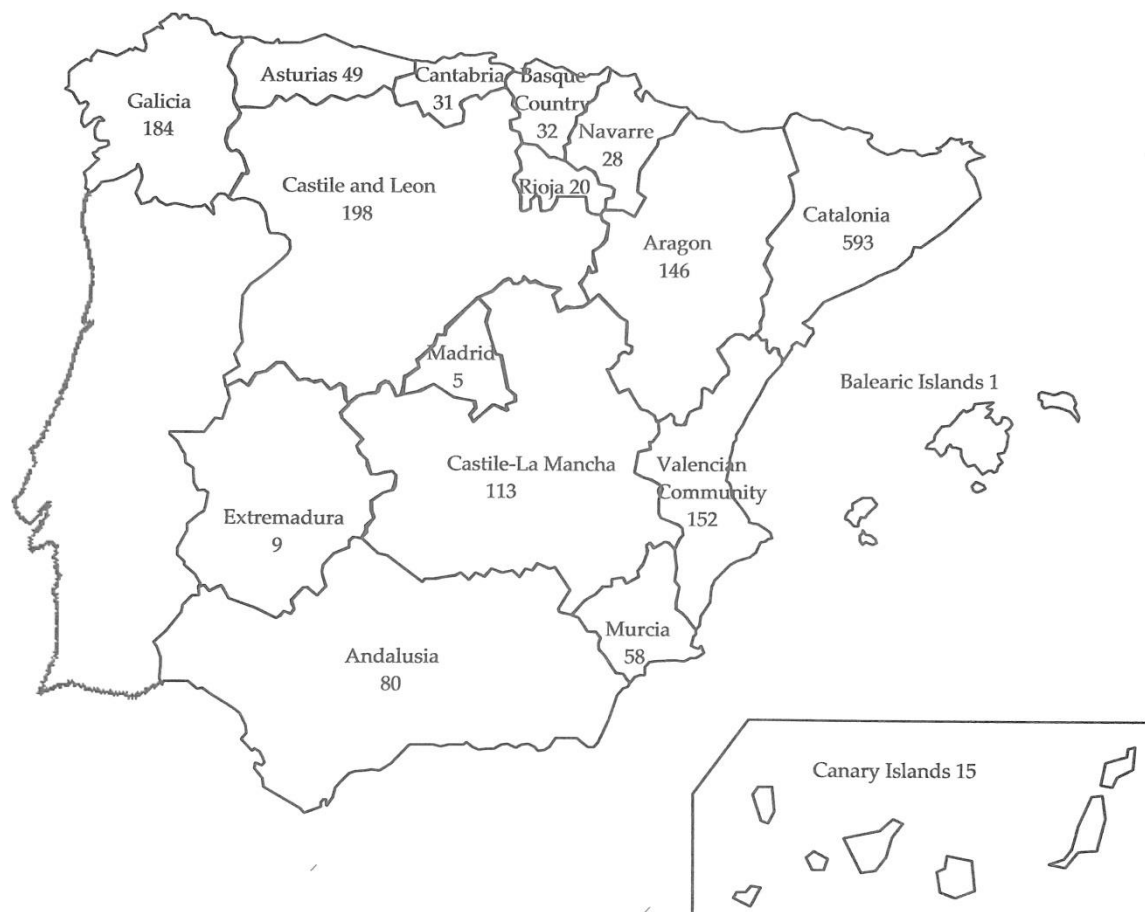 Asturias 49
Cantabria
31
Basque
Country
32
Galicia
184
Navarre
28
Castile and Leon
198
Rioja 20
Catalonia
593
Aragon
146
Madrid
5
Balearic Islands 1
Castile-La Mancha
113
Valencian
Community
152
Extremadura
9
Murcia
58
Andalusia
80
Canary Islands 15